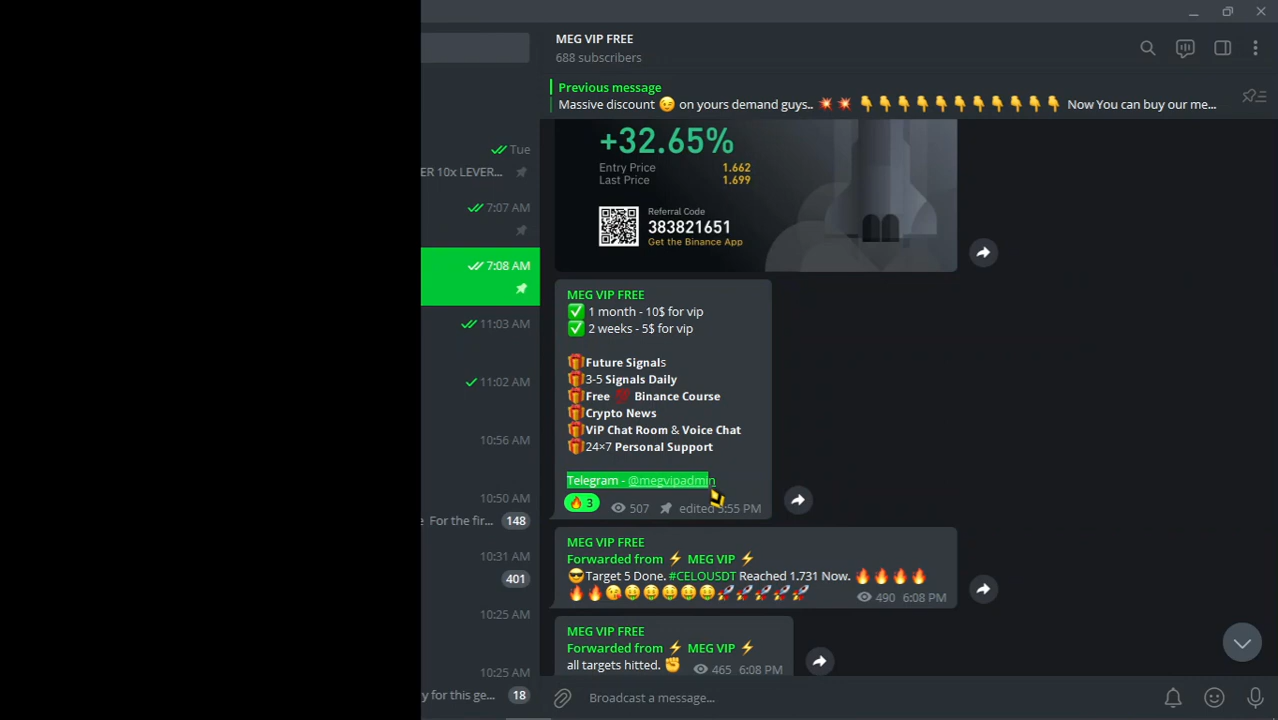 MEG VIP FREE
688 subscribers
Previous message
Massive discount 😉 on yours demand guys.. 💥 💥 👇👇👇👇👇👇👇👇👇👇👇 Now You can buy our me...
+32.65%
Entry Price 1.662
Last Price 1.699
Referral Code
383821651
Get the Binance App
MEG VIP FREE
✅ 1 month - 10$ for vip
✅ 2 weeks - 5$ for vip
🎁Future Signals
🎁3-5 Signals Daily
🎁Free 💯 Binance Course
🎁Crypto News
🎁ViP Chat Room & Voice Chat
🎁24×7 Personal Support
Telegram - @megvipadmin
🔥 3 507 edited 3:55 PM
MEG VIP FREE
Forwarded from ⚡ MEG VIP ⚡
😎Target 5 Done. #CELOUSDT Reached 1.731 Now. 🔥🔥🔥🔥
🔥🔥😘🤑🤑🤑🤑🤑🚀🚀🚀🚀🚀 490 6:08 PM
MEG VIP FREE
Forwarded from ⚡ MEG VIP ⚡
all targets hitted. ✊ 465 6:08 PM
Broadcast a message...
Tue
ER 10x LEVER...
7:07 AM
7:08 AM
11:03 AM
11:02 AM
10:56 AM
10:50 AM
For the fir... 148
10:31 AM
401
10:25 AM
10:25 AM
y for this ge... 18